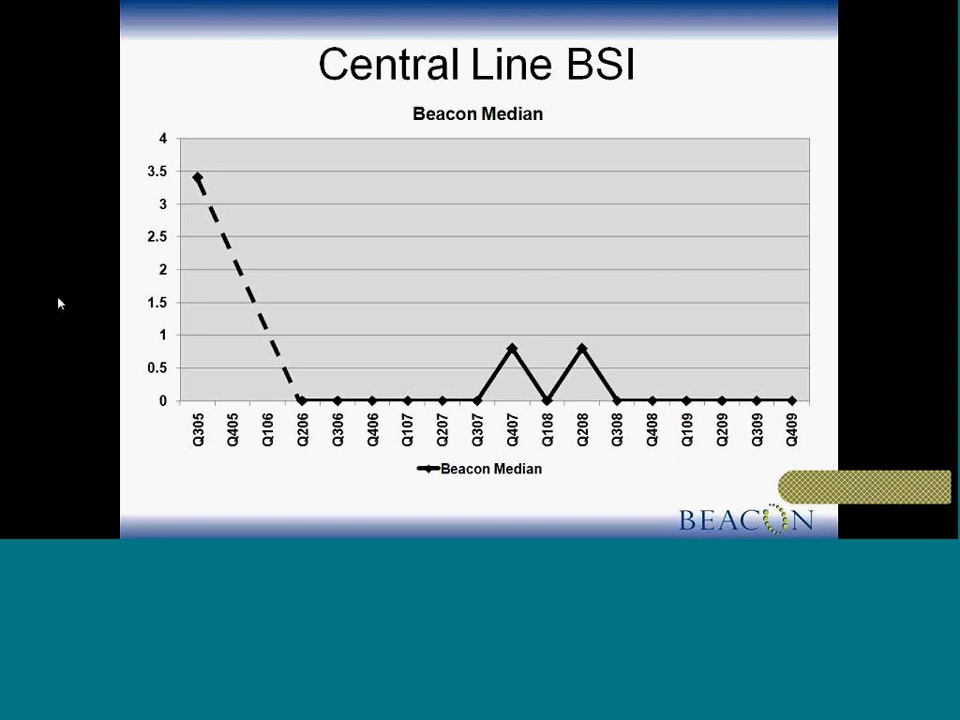 Central Line BSI
Beacon Median
4
3.5
3
2.5
2
1.5
1
0.5
0
Q305
Q405
Q106
Q206
Q306
Q406
Q107
Q207
Q307
Q407
Q108
Q208
Q308
Q408
Q109
Q209
Q309
Q409
Beacon Median
BEACON